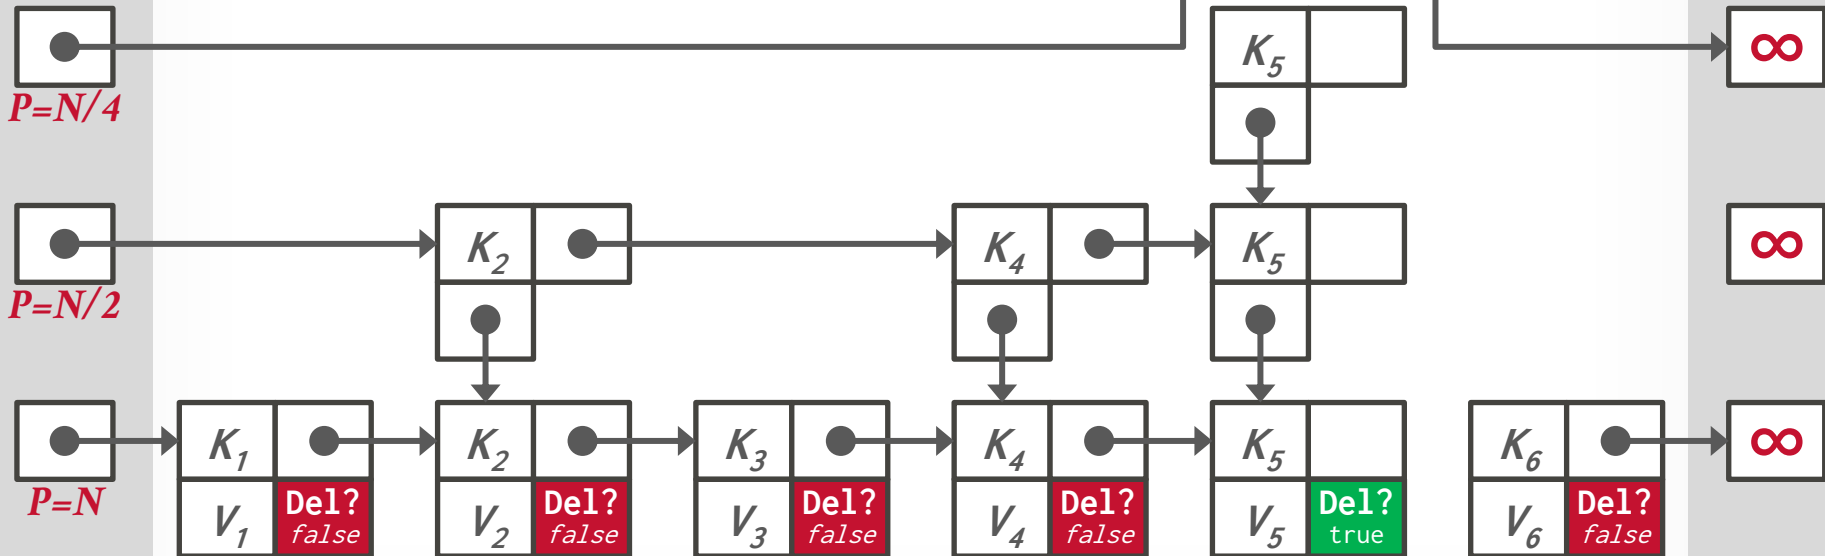 K5 ∞
P=N/4
K2 K4 K5 ∞
P=N/2
K1 K2 K3 K4 K5 K6 ∞
P=N
V1 Del? false V2 Del? false V3 Del? false V4 Del? false V5 Del? true V6 Del? false